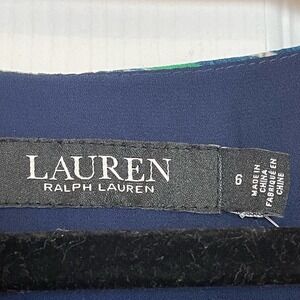 LAUREN
RALPH LAUREN
6
MADE IN
CHINA
FABRIQUÉ EN
CHINE